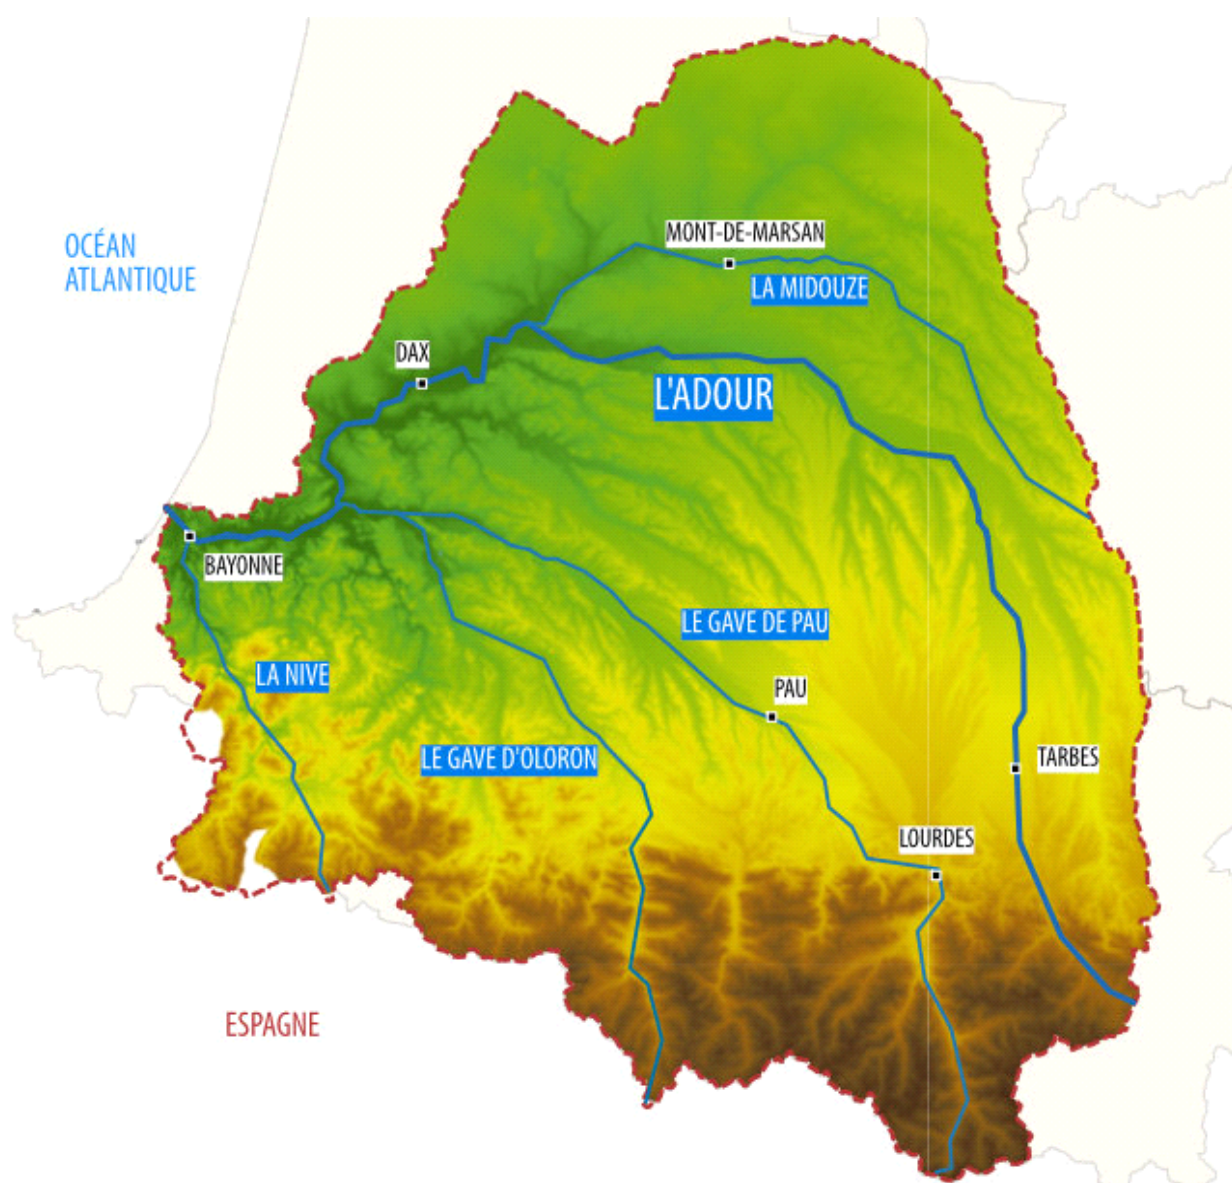 OCÉAN
ATLANTIQUE
MONT-DE-MARSAN
LA MIDOUZE
DAX
L'ADOUR
BAYONNE
LE GAVE DE PAU
LA NIVE
PAU
LE GAVE D'OLORON
TARBES
LOURDES
ESPAGNE